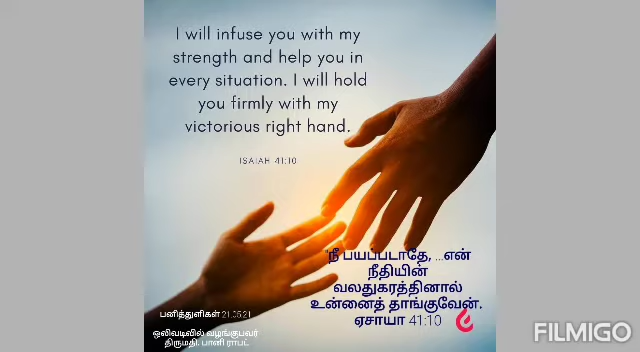 I will infuse you with my
strength and help you in
every situation. I will hold
you firmly with my
victorious right hand.
ISAIAH 41:10
"நீ பயப்படாதே, ...என்
நீதியின்
வலதுகரத்தினால்
உன்னைத் தாங்குவேன்.
ஏசாயா 41:10
பனித்துளிகள் 21.05.21
ஒலிவடிவில் வழங்குபவர்
திருமதி. பானி ராபட்
FILMIGO